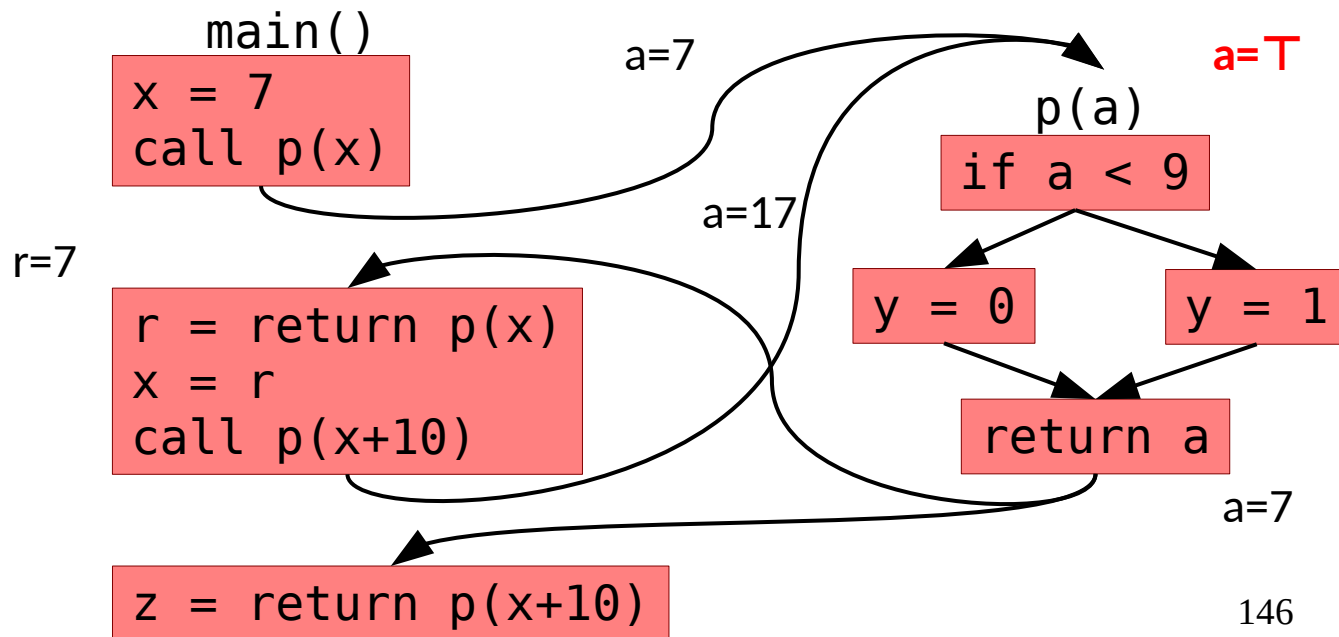 main()
x = 7
call p(x)
a=7
a=⊤
p(a)
if a < 9
a=17
y = 0
y = 1
r=7
r = return p(x)
x = r
call p(x+10)
return a
a=7
z = return p(x+10)
146